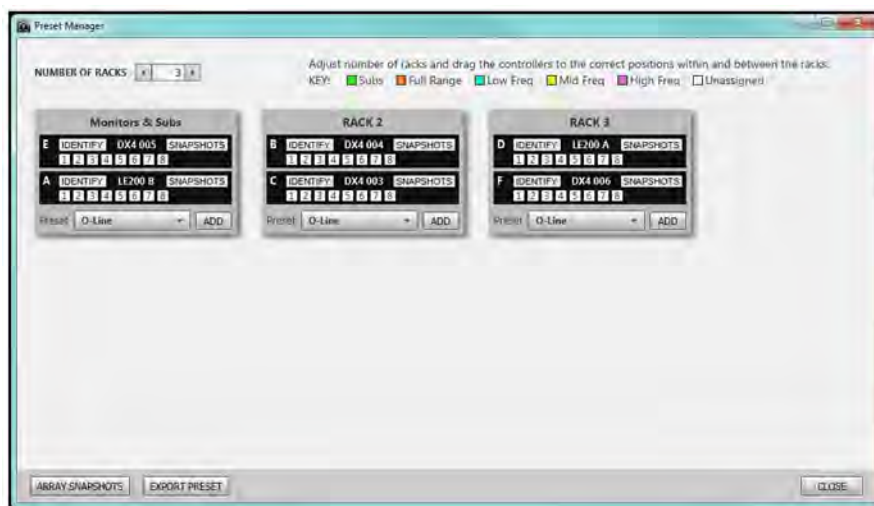 Preset Manager
NUMBER OF RACKS 3
Adjust number of racks and drag the controllers to the correct positions within and between the racks.
KEY: Subs Full Range Low Freq Mid Freq High Freq Unassigned
Monitors & Subs
E IDENTIFY DX4 005 SNAPSHOTS
1 2 3 4 5 6 7 8
A IDENTIFY LE200 B SNAPSHOTS
1 2 3 4 5 6 7 8
Preset O-Line ADD
RACK 2
B IDENTIFY DX4 004 SNAPSHOTS
1 2 3 4 5 6 7 8
C IDENTIFY DX4 003 SNAPSHOTS
1 2 3 4 5 6 7 8
Preset O-Line ADD
RACK 3
D IDENTIFY LE200 A SNAPSHOTS
1 2 3 4 5 6 7 8
F IDENTIFY DX4 006 SNAPSHOTS
1 2 3 4 5 6 7 8
Preset O-Line ADD
ARRAY SNAPSHOTS EXPORT PRESET CLOSE